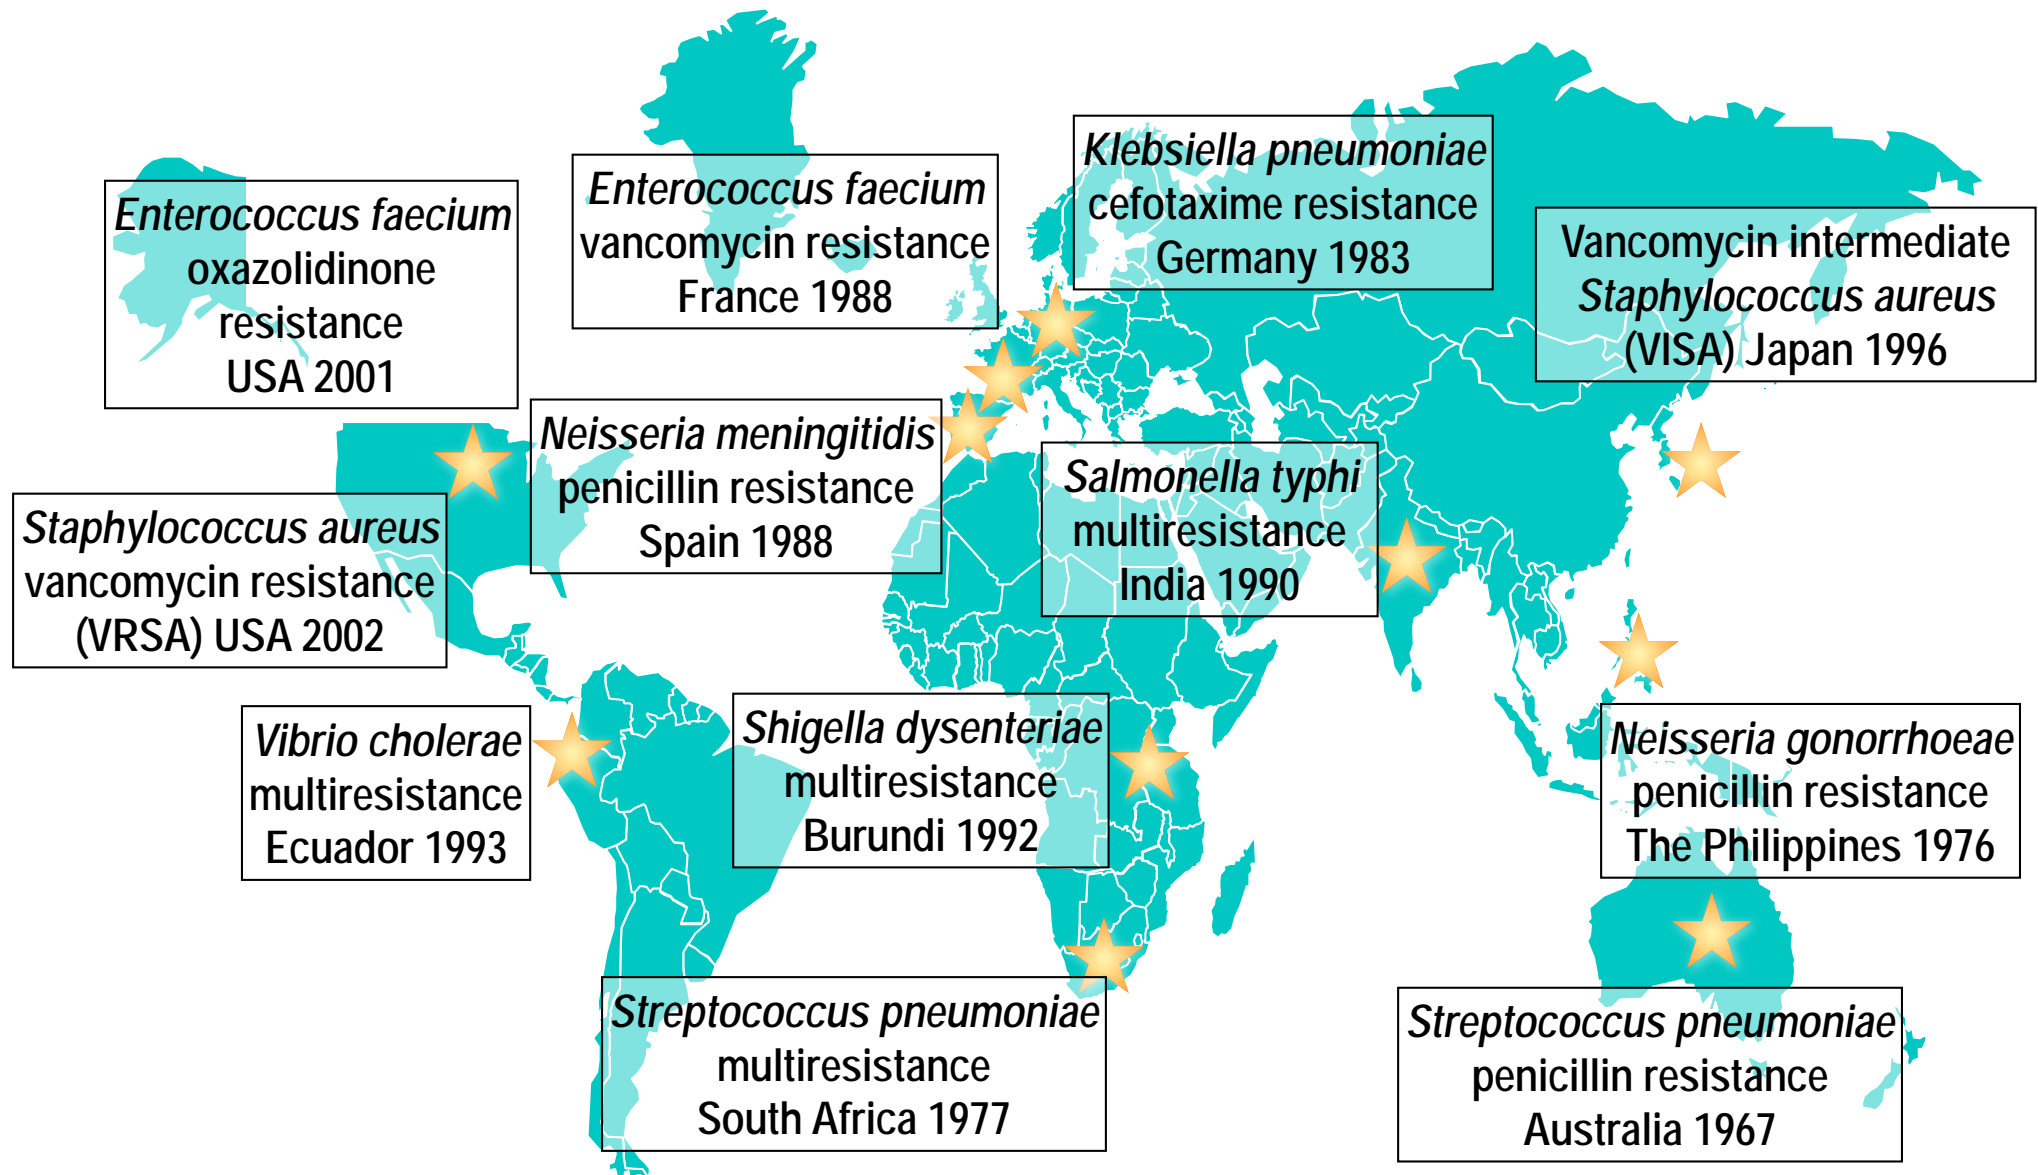 Klebsiella pneumoniae
cefotaxime resistance
Germany 1983
Enterococcus faecium
vancomycin resistance
France 1988
Enterococcus faecium
oxazolidinone
resistance
USA 2001
Vancomycin intermediate
Staphylococcus aureus
(VISA) Japan 1996
Neisseria meningitidis
penicillin resistance
Spain 1988
Salmonella typhi
multiresistance
India 1990
Staphylococcus aureus
vancomycin resistance
(VRSA) USA 2002
Vibrio cholerae
multiresistance
Ecuador 1993
Shigella dysenteriae
multiresistance
Burundi 1992
Neisseria gonorrhoeae
penicillin resistance
The Philippines 1976
Streptococcus pneumoniae
multiresistance
South Africa 1977
Streptococcus pneumoniae
penicillin resistance
Australia 1967